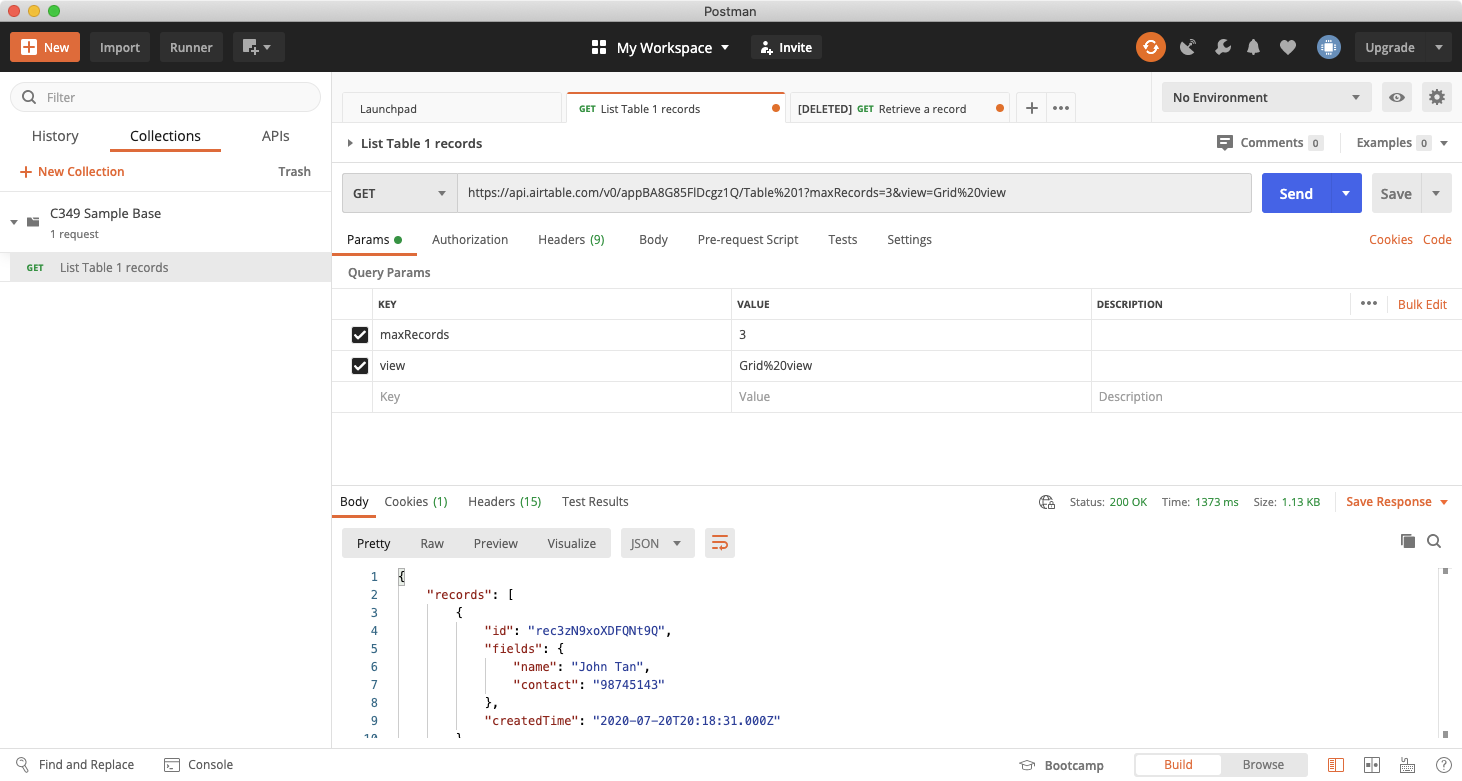 Postman
New Import Runner My Workspace Invite Upgrade
Filter
History Collections APIs
New Collection Trash
C349 Sample Base
1 request
GET List Table 1 records
Launchpad GET List Table 1 records [DELETED] GET Retrieve a record No Environment
List Table 1 records Comments 0 Examples 0
GET https://api.airtable.com/v0/appBA8G85FlDcgz1Q/Table%201?maxRecords=3&view=Grid%20view Send Save
Params Authorization Headers (9) Body Pre-request Script Tests Settings Cookies Code
Query Params
KEY VALUE DESCRIPTION Bulk Edit
maxRecords 3
view Grid%20view
Key Value Description
Body Cookies (1) Headers (15) Test Results Status: 200 OK Time: 1373 ms Size: 1.13 KB Save Response
Pretty Raw Preview Visualize JSON
1 {
2 "records": [
3 {
4 "id": "rec3zN9xoXDFQNt9Q",
5 "fields": {
6 "name": "John Tan",
7 "contact": "98745143"
8 },
9 "createdTime": "2020-07-20T20:18:31.000Z"
10 }
Find and Replace Console Bootcamp Build Browse